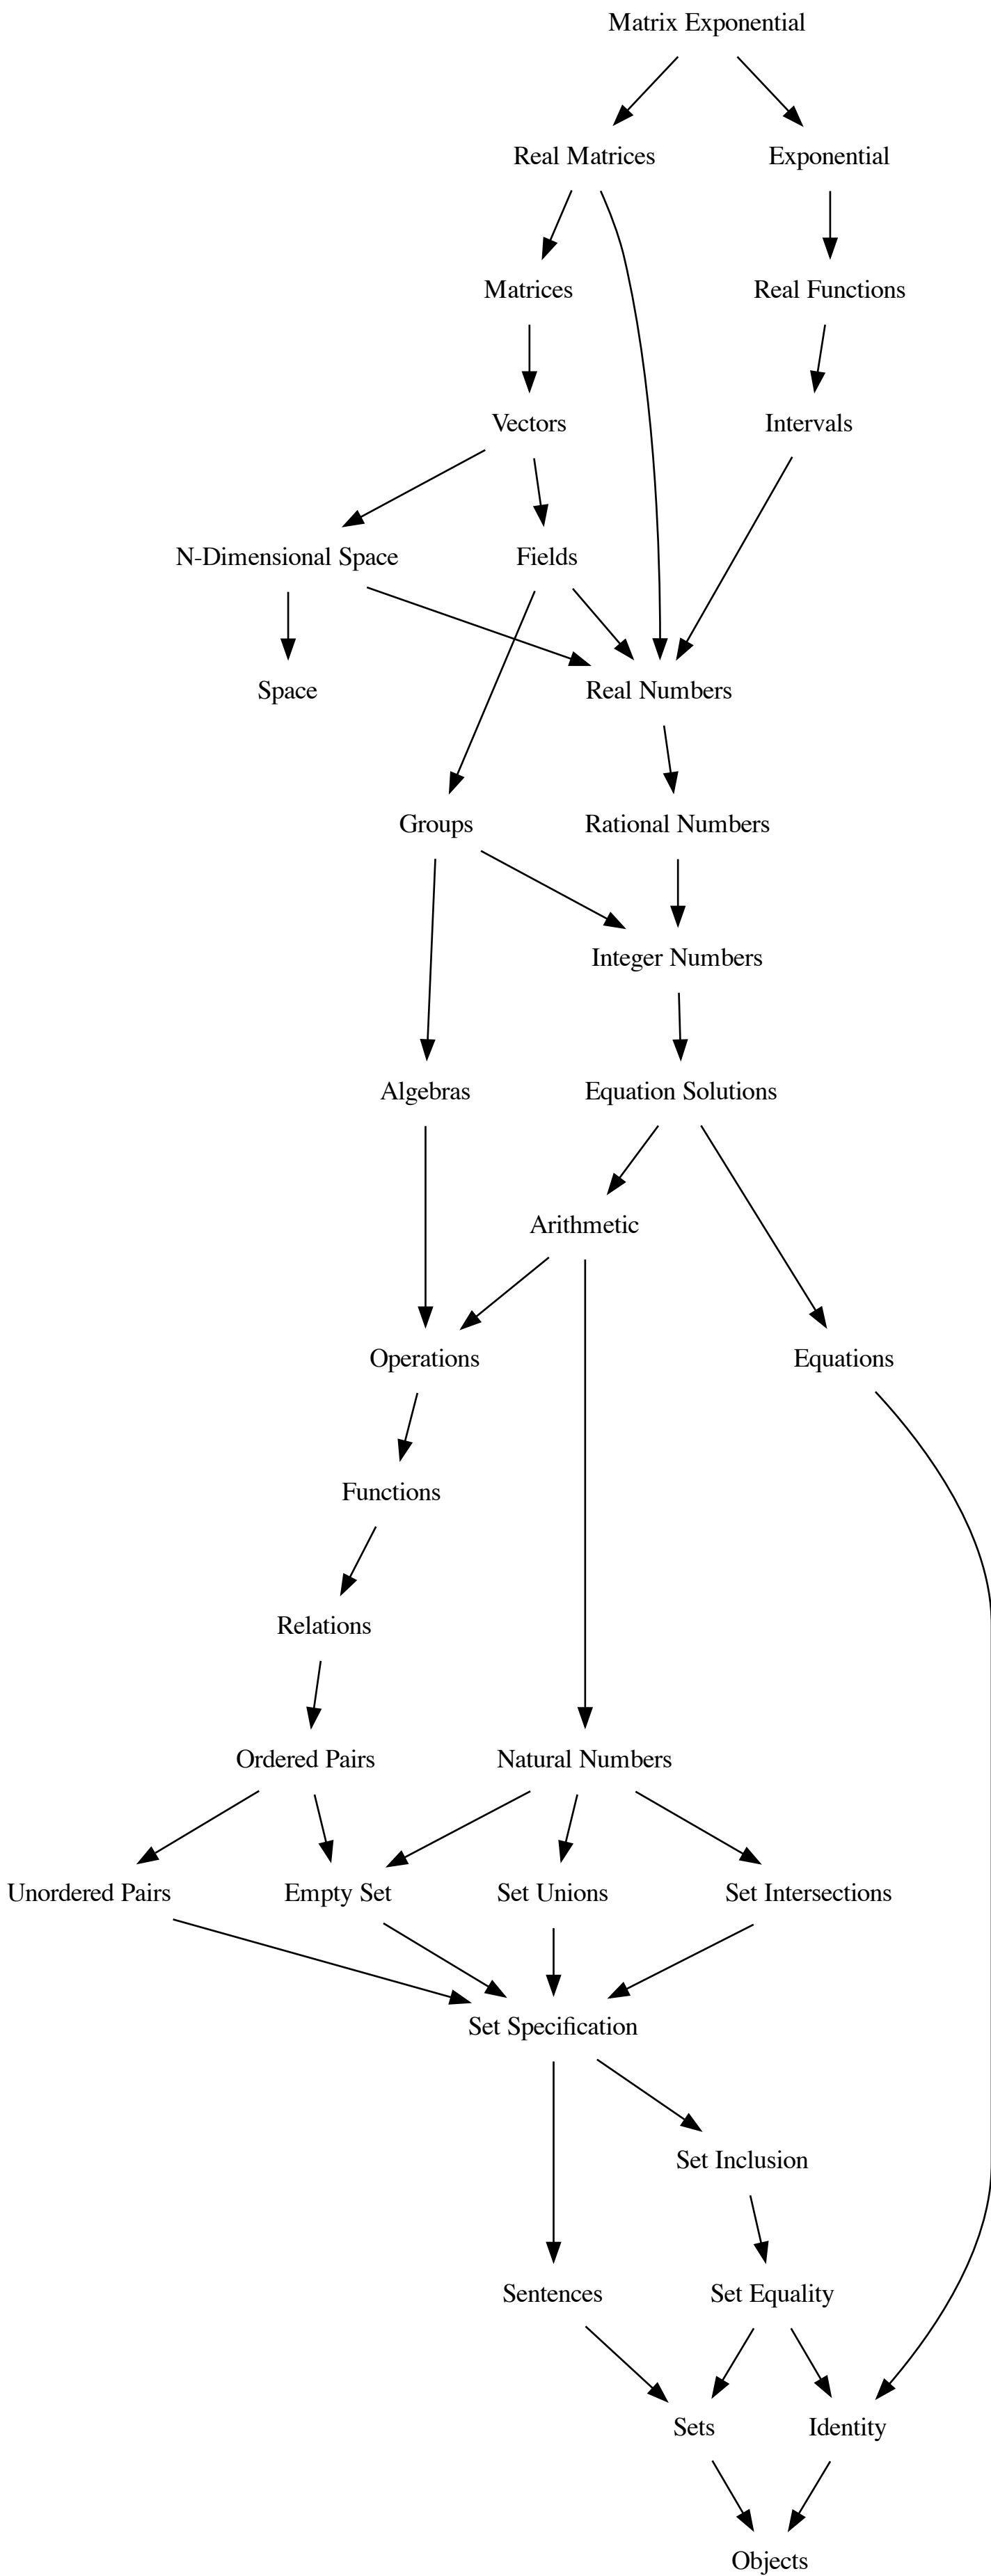 Matrix Exponential
Real Matrices
Exponential
Matrices
Real Functions
Vectors
Intervals
N-Dimensional Space
Fields
Space
Real Numbers
Groups
Rational Numbers
Integer Numbers
Algebras
Equation Solutions
Arithmetic
Operations
Equations
Functions
Relations
Ordered Pairs
Natural Numbers
Unordered Pairs
Empty Set
Set Unions
Set Intersections
Set Specification
Set Inclusion
Sentences
Set Equality
Sets
Identity
Objects